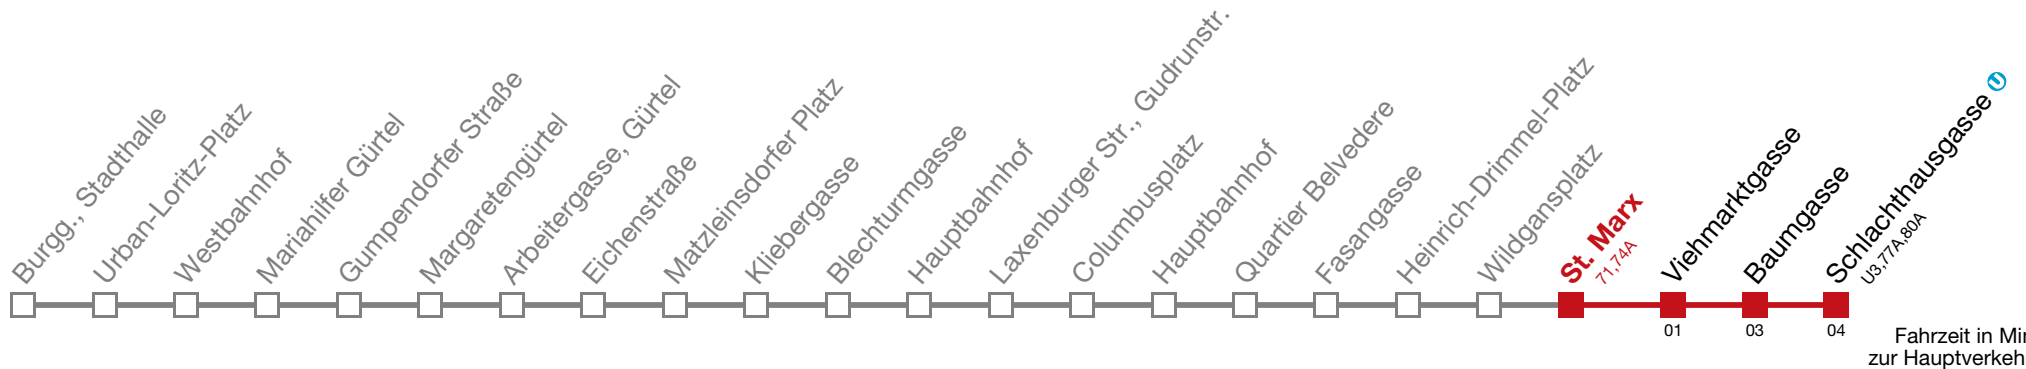 Burgg., Stadthalle
Urban-Loritz-Platz
Westbahnhof
Mariahilfer Gürtel
Gumpendorfer Straße
Margaretengürtel
Arbeitergasse, Gürtel
Eichenstraße
Matzleinsdorfer Platz
Kliebergasse
Blechturmgasse
Hauptbahnhof
Laxenburger Str., Gudrunstr.
Columbusplatz
Hauptbahnhof
Quartier Belvedere
Fasangasse
Heinrich-Drimmel-Platz
Wildgansplatz
St. Marx
71,74A
Viehmarktgasse
Baumgasse
Schlachthausgasse U
U3,77A,80A
01
03
04
Fahrzeit in Min
zur Hauptverkeh